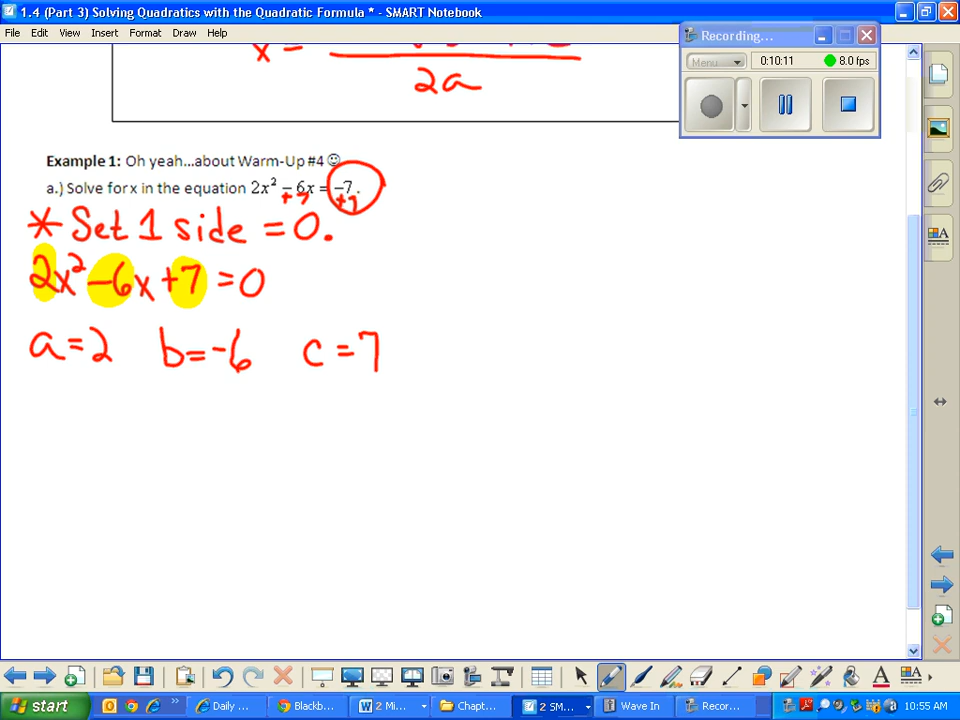 1.4 (Part 3) Solving Quadratics with the Quadratic Formula * - SMART Notebook
File Edit View Insert Format Draw Help
Recording...
Menu 0:10:11 8.0 fps
x =
2a
Example 1: Oh yeah...about Warm-Up #4 ☺
a.) Solve for x in the equation 2x² − 6x = −7.
+7 +7
* Set 1 side = 0.
2x² -6x +7 = 0
a = 2 b = -6 c = 7
start Daily ... Blackb... 2 Mi... Chapt... 2 SM... Wave In Recor... 10:55 AM